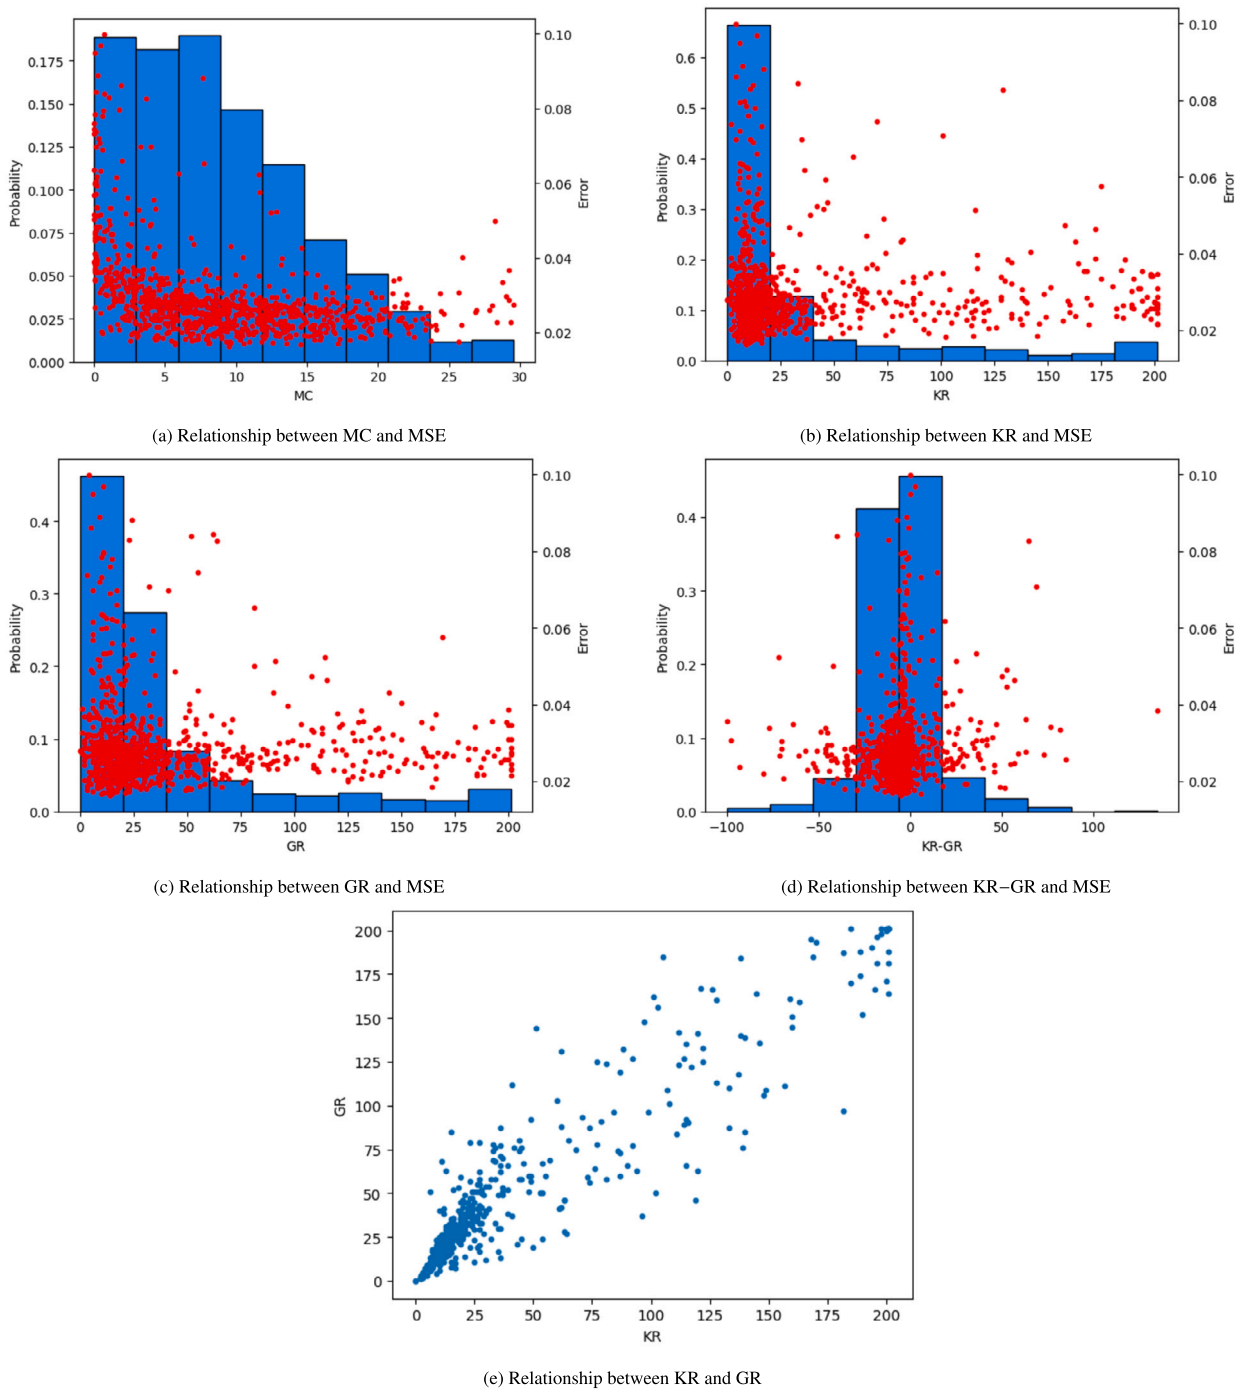 0.175
0.150
0.125
0.100
0.075
0.050
0.025
0.000
Probability
0.10
0.08
0.06
0.04
0.02
Error
0 5 10 15 20 25 30
MC
(a) Relationship between MC and MSE
0.6
0.5
0.4
0.3
0.2
0.1
0.0
Probability
0.10
0.08
0.06
0.04
0.02
Error
0 25 50 75 100 125 150 175 200
KR
(b) Relationship between KR and MSE
0.4
0.3
0.2
0.1
0.0
Probability
0.10
0.08
0.06
0.04
0.02
Error
0 25 50 75 100 125 150 175 200
GR
(c) Relationship between GR and MSE
0.4
0.3
0.2
0.1
0.0
Probability
0.10
0.08
0.06
0.04
0.02
Error
−100 −50 0 50 100
KR-GR
(d) Relationship between KR−GR and MSE
200
175
150
125
100
75
50
25
0
GR
0 25 50 75 100 125 150 175 200
KR
(e) Relationship between KR and GR